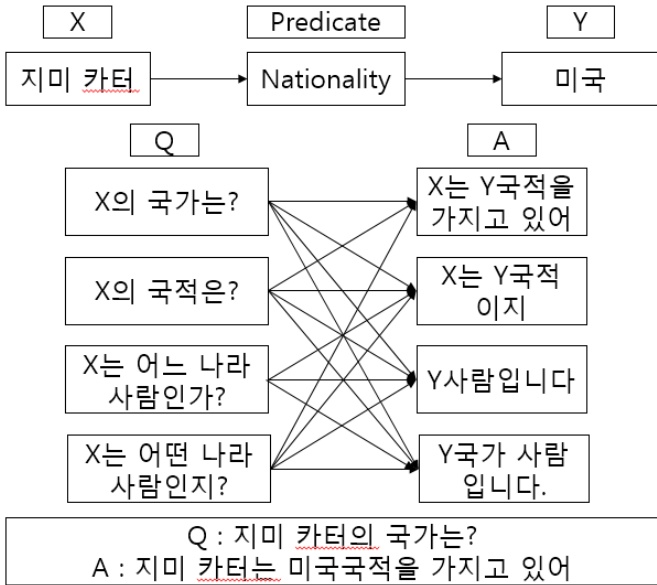 X Predicate Y
지미 카터 Nationality 미국
Q A
X의 국가는?
X는 Y국적을
가지고 있어
X의 국적은?
X는 Y국적
이지
X는 어느 나라
사람인가?
Y사람입니다
X는 어떤 나라
사람인지?
Y국가 사람
입니다.
Q : 지미 카터의 국가는?
A : 지미 카터는 미국국적을 가지고 있어